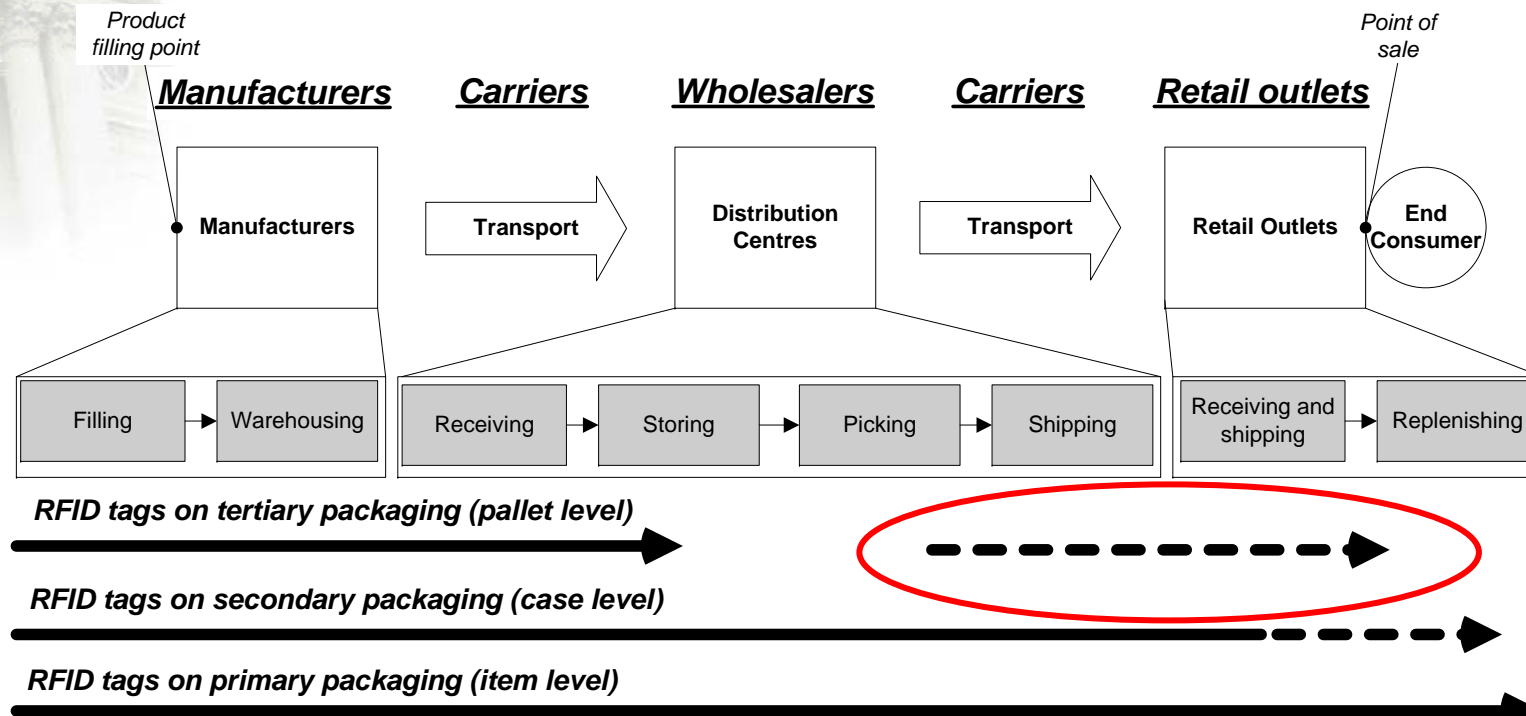 Product
filling point
Point of
sale
Manufacturers
Carriers
Wholesalers
Carriers
Retail outlets
Manufacturers
Transport
Distribution
Centres
Transport
Retail Outlets
End
Consumer
Filling
Warehousing
Receiving
Storing
Picking
Shipping
Receiving and
shipping
Replenishing
RFID tags on tertiary packaging (pallet level)
RFID tags on secondary packaging (case level)
RFID tags on primary packaging (item level)